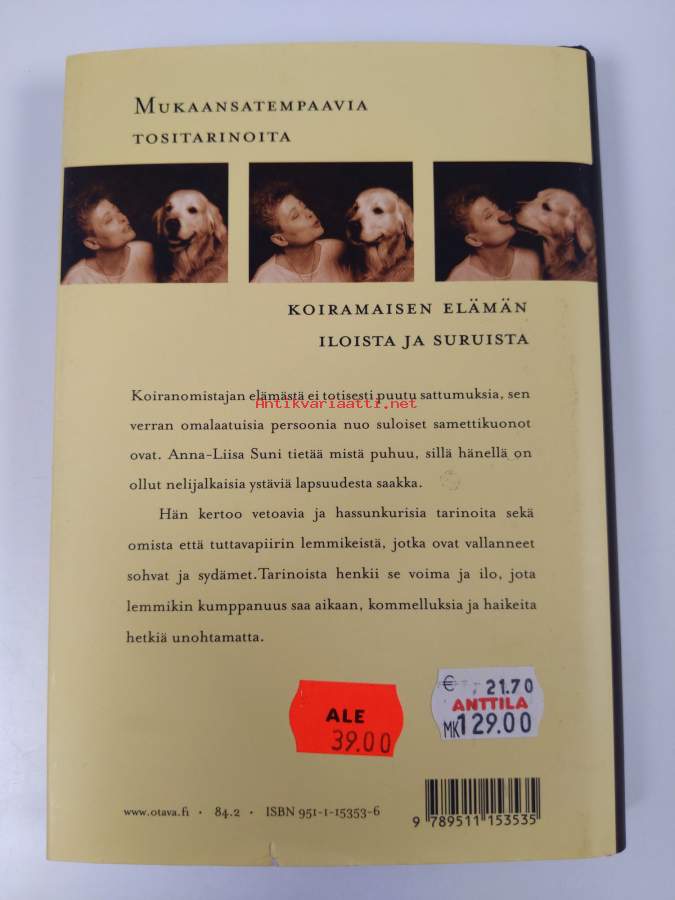 MUKAANSATEMPAAVIA
TOSITARINOITA
KOIRAMAISEN ELÄMÄN
ILOISTA JA SURUISTA
Koiranomistajan elämästä ei totisesti puutu sattumuksia, sen
Antikvariaatti.net
verran omalaatuisia persoonia nuo suloiset samettikuonot
ovat. Anna-Liisa Suni tietää mistä puhuu, sillä hänellä on
ollut nelijalkaisia ystäviä lapsuudesta saakka.
Hän kertoo vetoavia ja hassunkurisia tarinoita sekä
omista että tuttavapiirin lemmikeistä, jotka ovat vallanneet
sohvat ja sydämet.Tarinoista henkii se voima ja ilo, jota
lemmikin kumppanuus saa aikaan, kommelluksia ja haikeita
hetkiä unohtamatta.
€ 21.70
ANTTILA
MK129.00
ALE
39.00
www.otava.fi · 84.2 · ISBN 951-1-15353-6
9 789511 153535